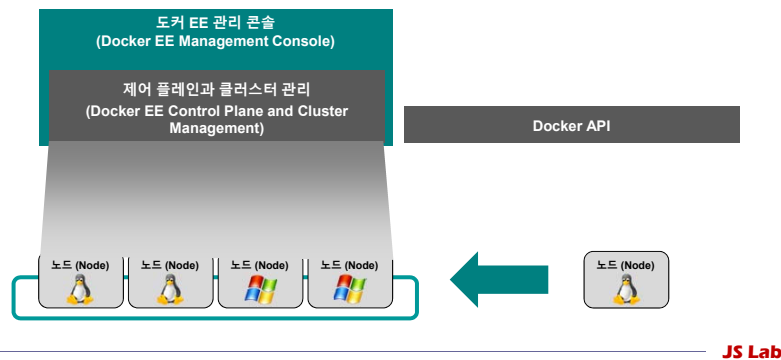 도커 EE 관리 콘솔
(Docker EE Management Console)
제어 플레인과 클러스터 관리
(Docker EE Control Plane and Cluster
Management)
Docker API
노드 (Node)
노드 (Node)
노드 (Node)
노드 (Node)
노드 (Node)
JS Lab